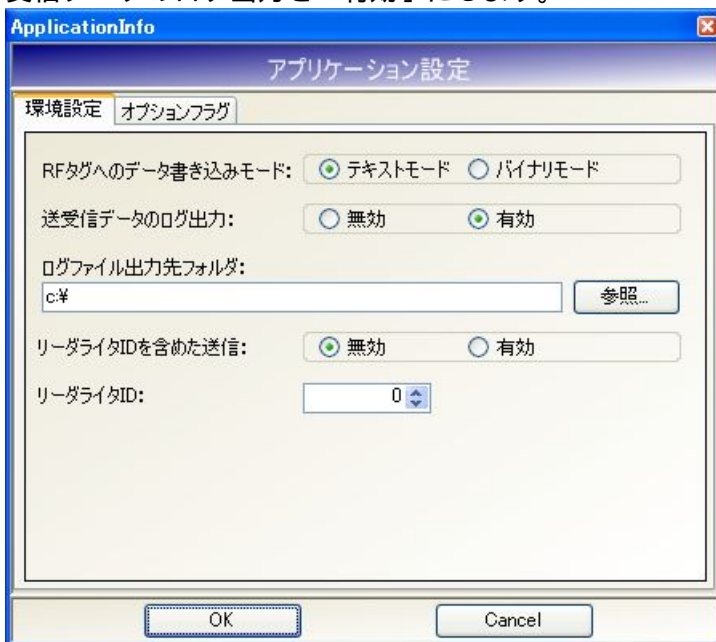 ApplicationInfo
アプリケーション設定
環境設定 オプションフラグ
RFタグへのデータ書き込みモード: テキストモード バイナリモード
送受信データのログ出力: 無効 有効
ログファイル出力先フォルダ:
c:¥ 参照...
リーダライタIDを含めた送信: 無効 有効
リーダライタID: 0
OK Cancel